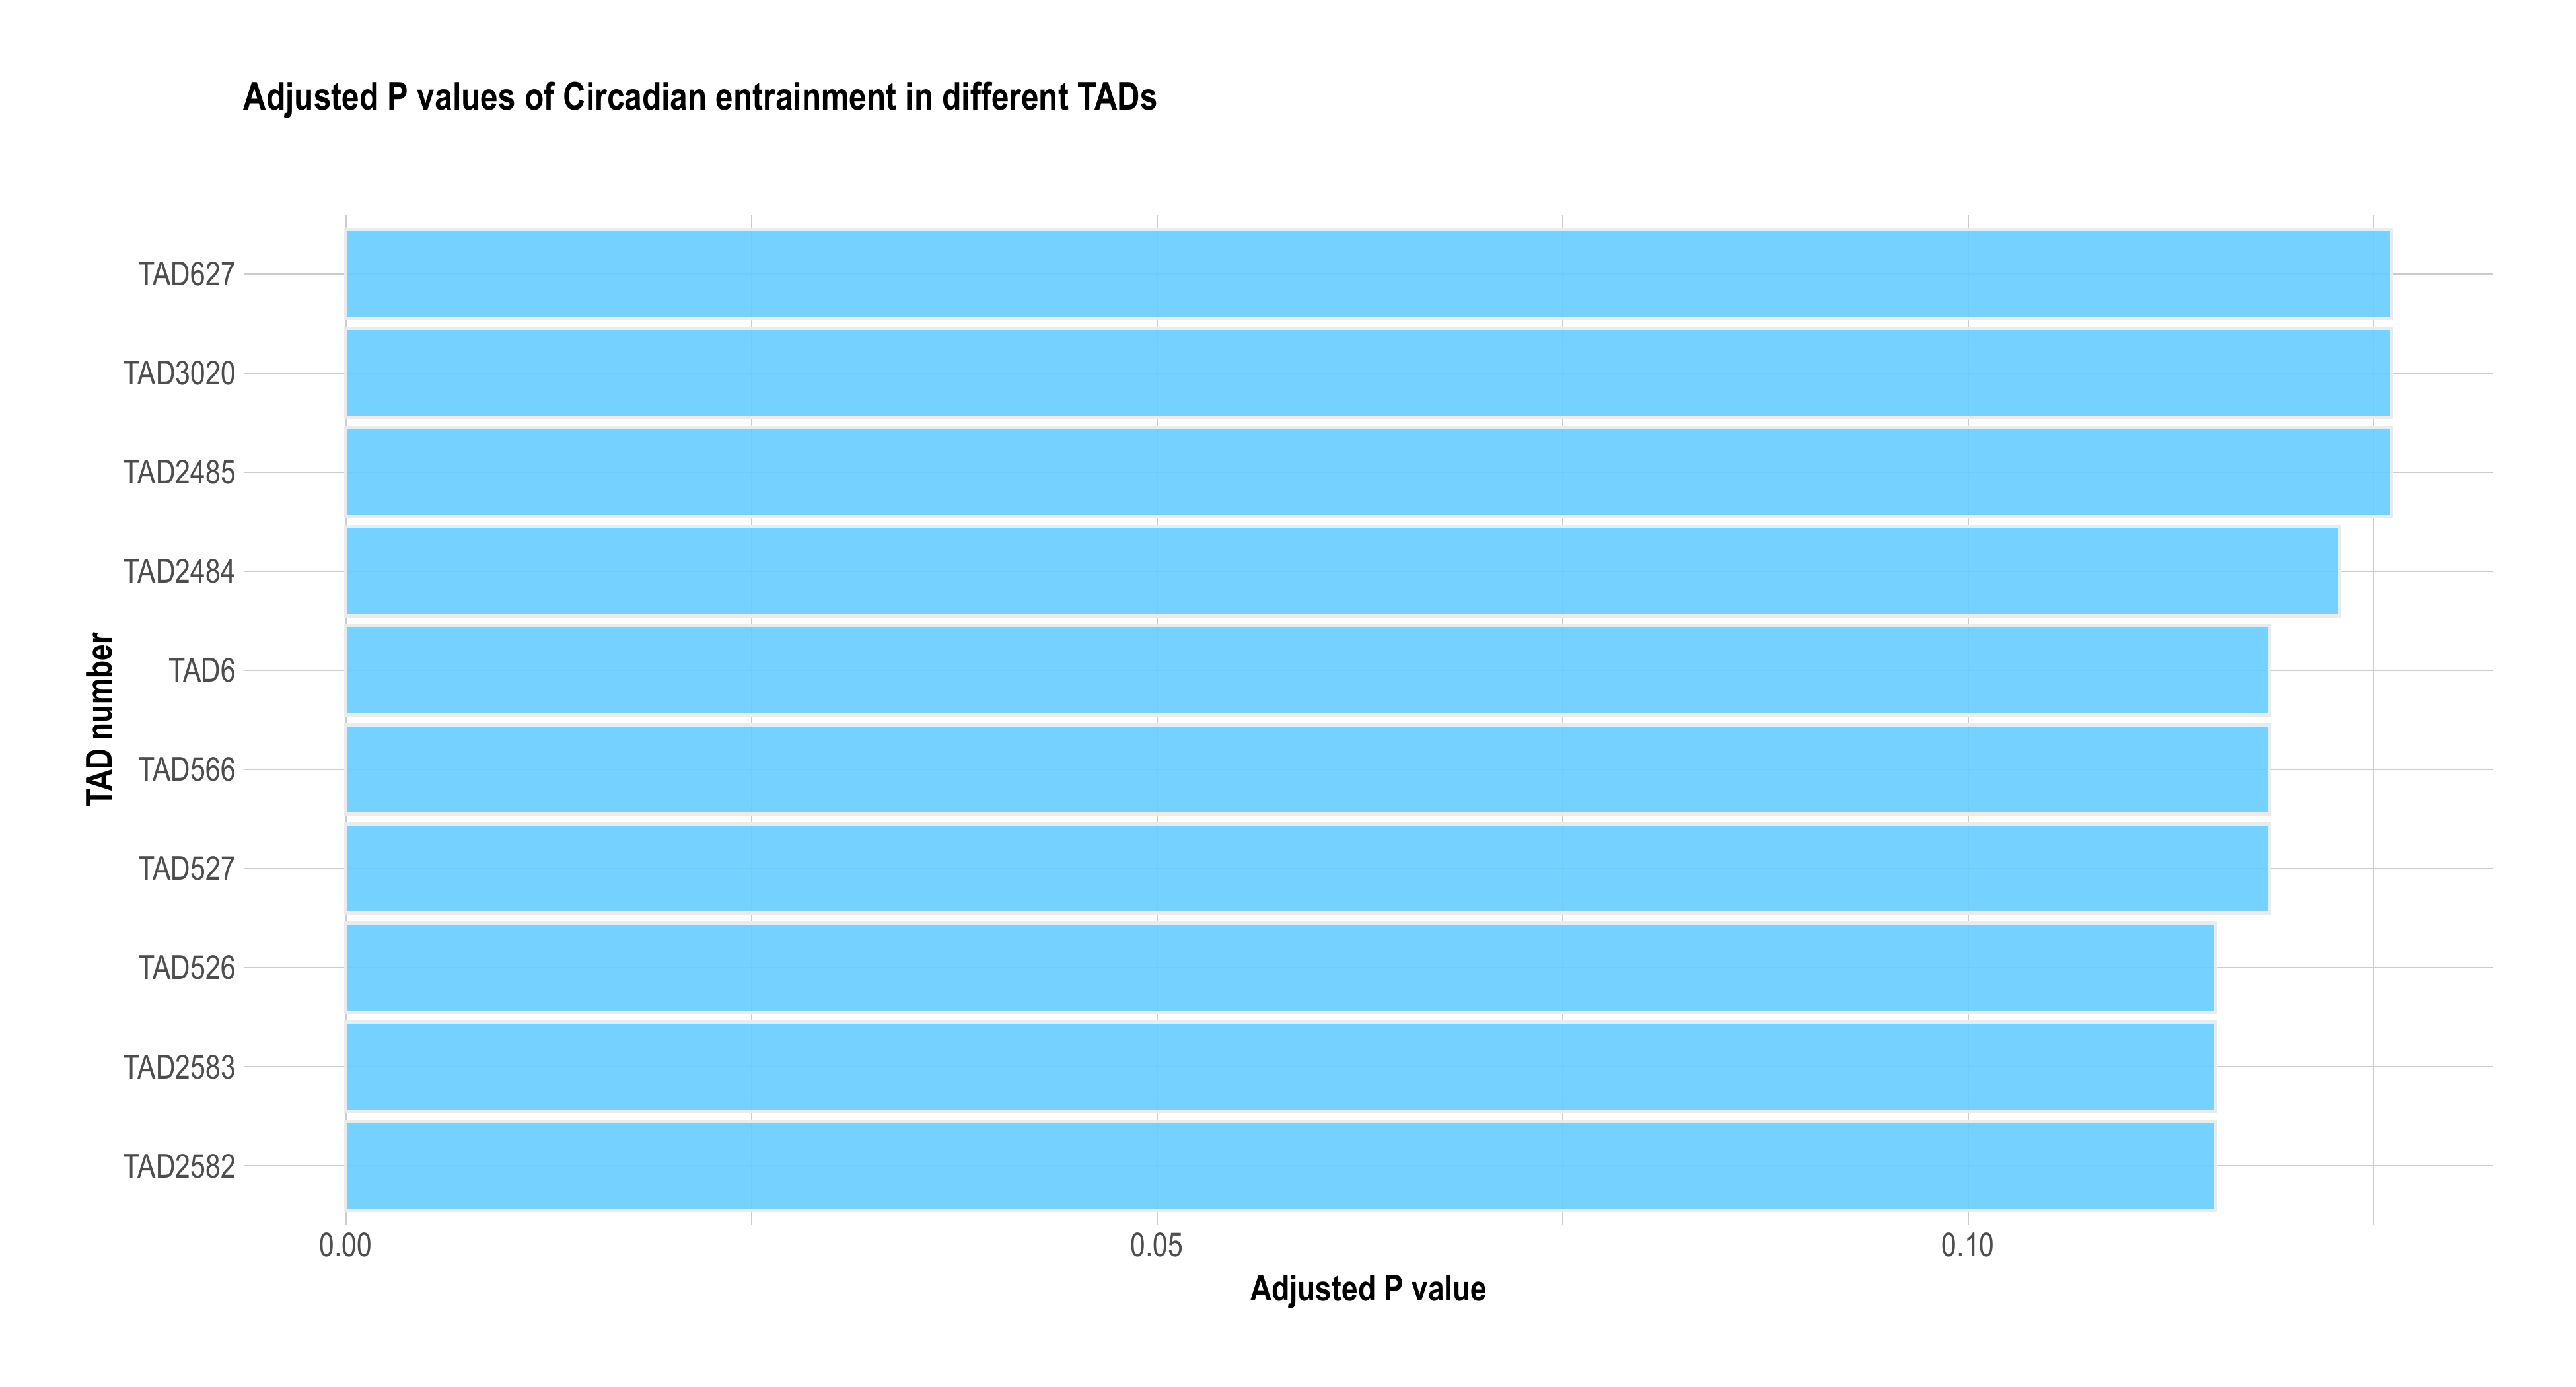 Adjusted P values of Circadian entrainment in different TADs
TAD number
TAD627
TAD3020
TAD2485
TAD2484
TAD6
TAD566
TAD527
TAD526
TAD2583
TAD2582
0.00 0.05 0.10
Adjusted P value